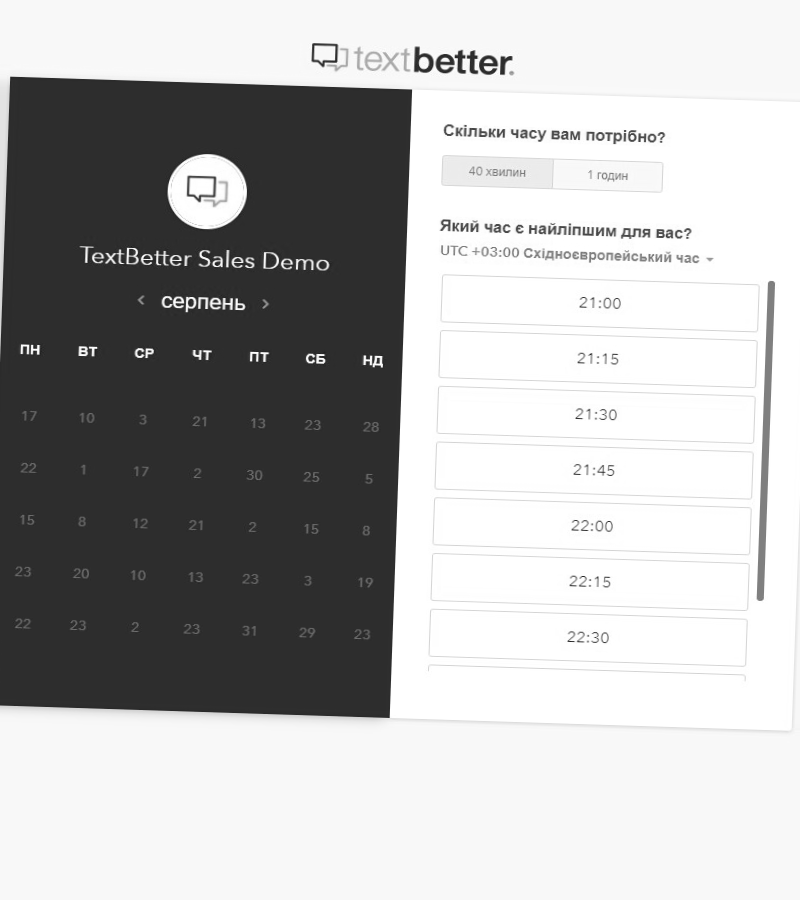 textbetter.
TextBetter Sales Demo
серпень
ПН ВТ СР ЧТ ПТ СБ НД
17 10 3 21 13 23 28
22 1 17 2 30 25 5
15 8 12 21 2 15 8
23 20 10 13 23 3 19
22 23 2 23 31 29 23
Скільки часу вам потрібно?
40 хвилин 1 годин
Який час є найліпшим для вас?
UTC +03:00 Східноєвропейський час
21:00
21:15
21:30
21:45
22:00
22:15
22:30